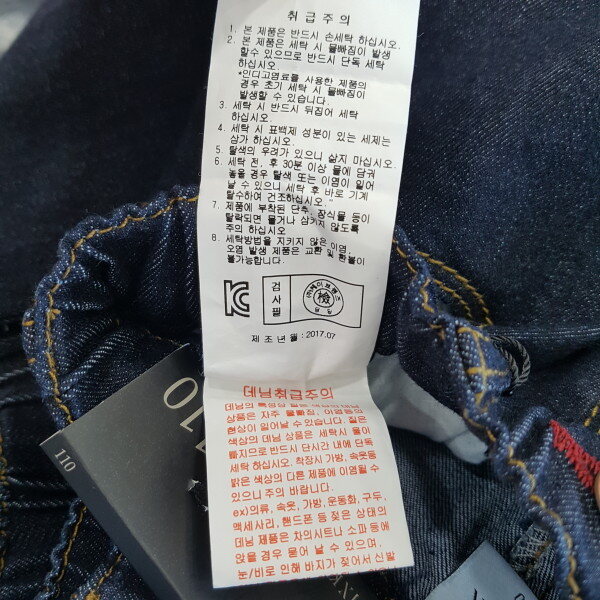 취급주의
1. 본 제품은 반드시 손세탁 하십시오.
2. 본 제품은 세탁 시 물빠짐이 발생
할수 있으므로 반드시 단독 세탁
하십시오.
*인디고염료를 사용한 제품의
경우 초기 세탁 시 물빠짐이
발생할 수 있습니다.
3. 세탁 시 반드시 뒤집어 세탁
하십시오.
4. 세탁 시 표백제 성분이 있는 세제는
삼가 하십시오.
5. 탈색의 우려가 있으니 삶지 마십시오.
6. 세탁 전, 후 30분 이상 물에 담궈
놓을 경우 탈색 또는 이염이 일어
날 수 있으니 세탁 후 바로 기계
탈수하여 건조하십시오."
7. 제품에 부착된 단추, 장식물 등이
탈락되면 물거나 삼키지 않도록
주의 하십시오
8. 세탁방법을 지키지 않은 이염,
오염 발생 제품은 교환 및 환불이
불가능합니다.
검
사
필
檢
제 조 년 월 : 2017.07
데님취급주의
데님의 특성상 짙은 색상의 데님
상품은 자주 물빠짐, 이염등의
현상이 일어날 수 있습니다. 짙은
색상의 데님 상품은 세탁시 물이
빠지므로 반드시 단시간 내에 단독
세탁 하십시오. 착장시 가방, 속옷등
밝은 색상의 다른 제품에 이염될 수
있으니 주의 바랍니다.
ex)의류, 속옷, 가방, 운동화, 구두,
액세사리, 핸드폰 등 젖은 상태의
데님 제품은 차의시트나 소파 등에
앉을 경우 묻어 날 수 있으며,
눈/비로 인해 바지가 젖어서 신발
110
110